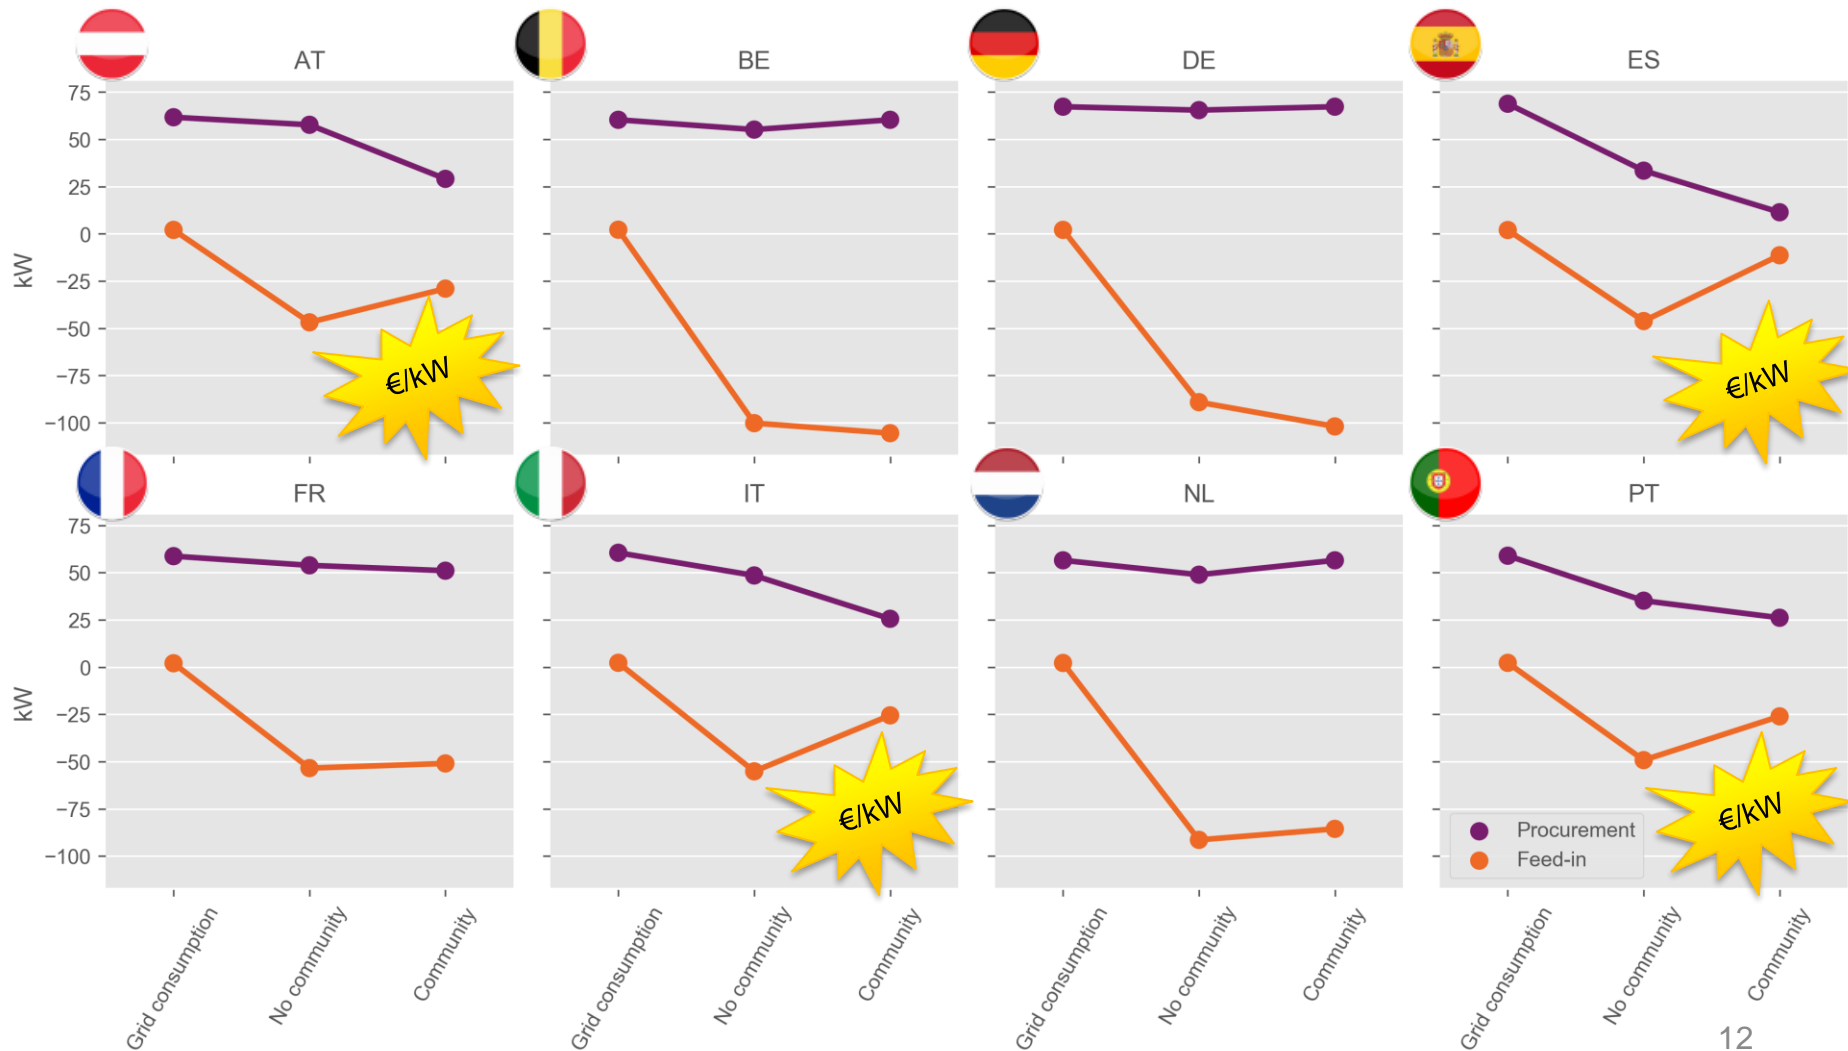 AT
BE
DE
ES
75
50
25
0
−25
−50
−75
−100
kW
€/kW
€/kW
FR
IT
NL
PT
75
50
25
0
−25
−50
−75
−100
kW
€/kW
€/kW
Procurement
Feed-in
Grid consumption
No community
Community
Grid consumption
No community
Community
Grid consumption
No community
Community
Grid consumption
No community
Community
12